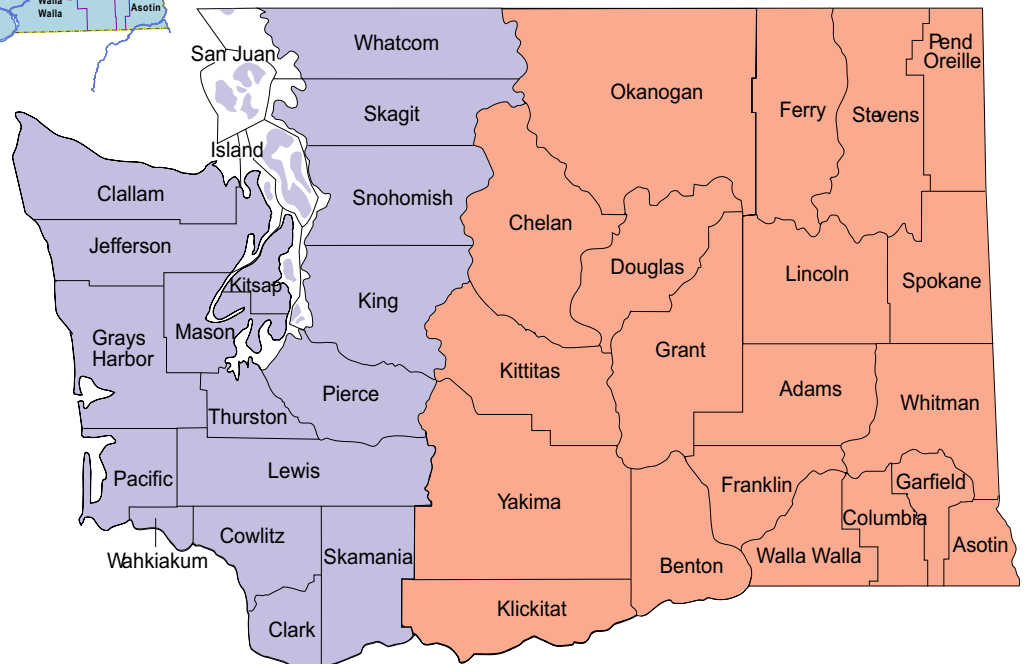 Walla
Walla
Asotin
San Juan
Whatcom
Pend
Oreille
Okanogan
Ferry
Stevens
Skagit
Island
Clallam
Snohomish
Chelan
Jefferson
Douglas
Lincoln
Spokane
Kitsap
King
Mason
Grays
Harbor
Grant
Kittitas
Pierce
Adams
Whitman
Thurston
Lewis
Pacific
Garfield
Franklin
Yakima
Columbia
Cowlitz
Wahkiakum
Skamania
Walla Walla
Asotin
Benton
Klickitat
Clark